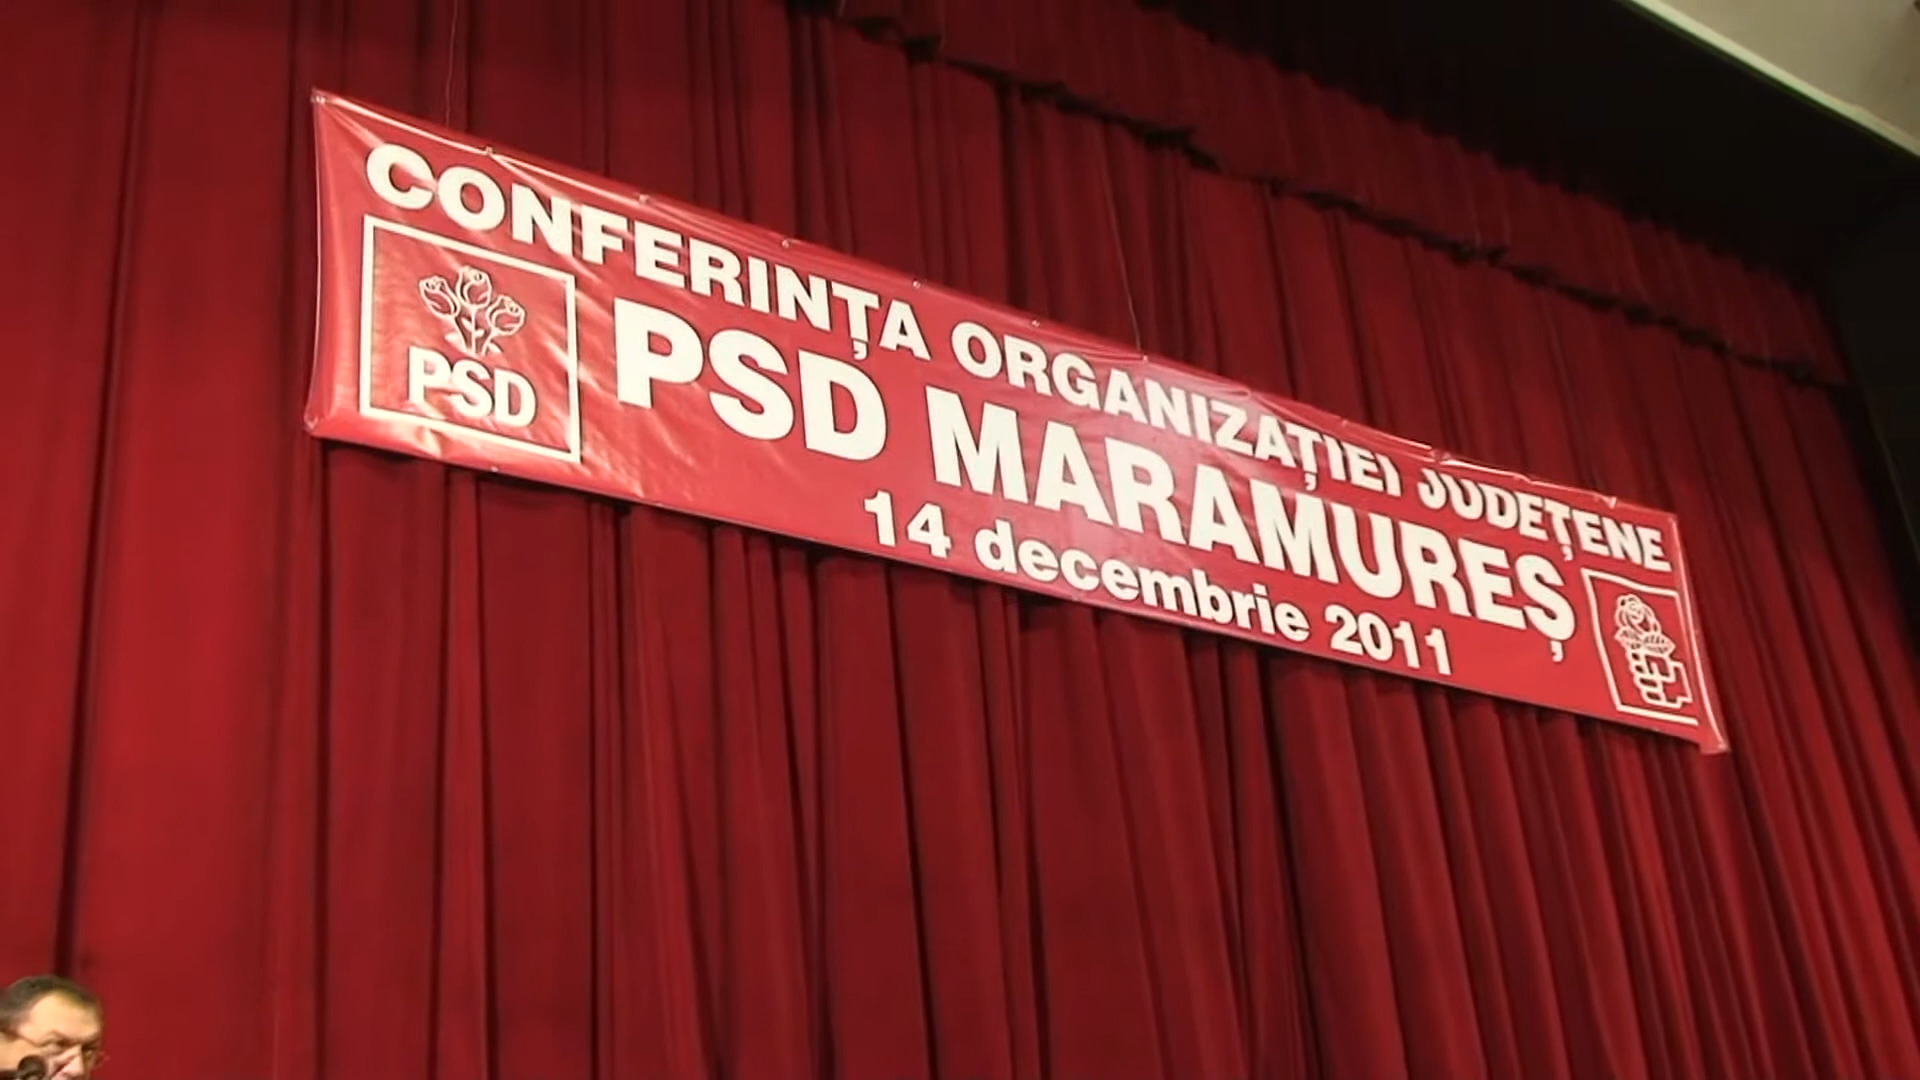 CONFERINȚA ORGANIZAȚIEI JUDEȚENE
PSD
PSD MARAMUREȘ
14 decembrie 2011